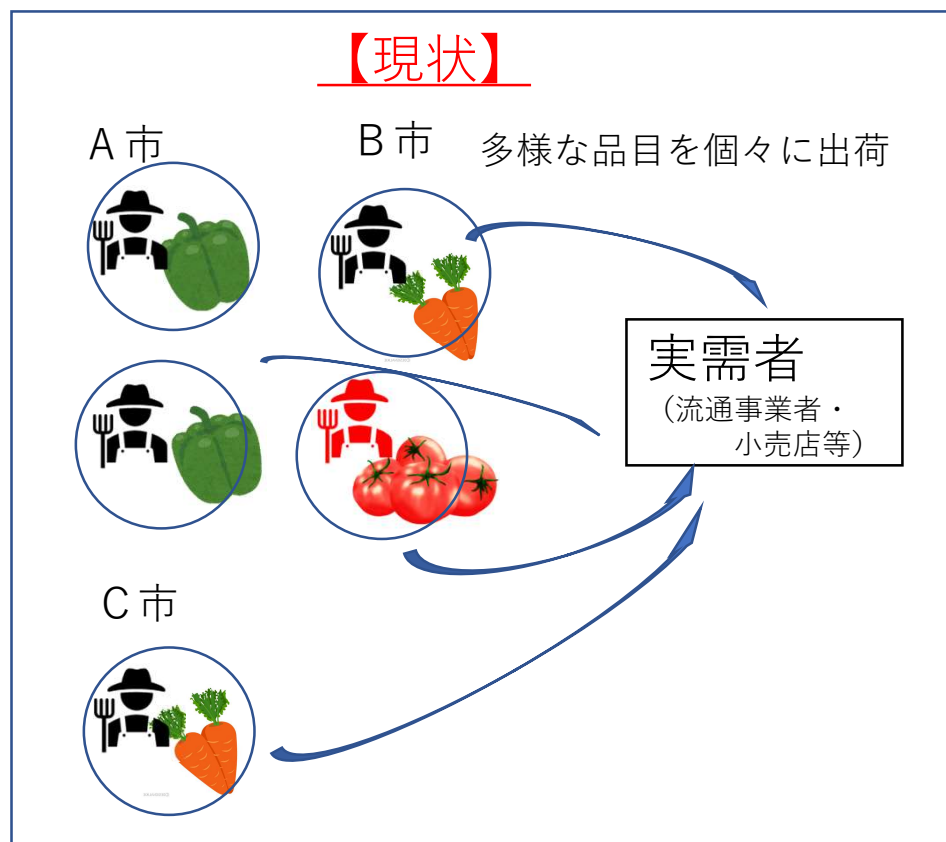 【現状】
A市
B市
多様な品目を個々に出荷
実需者
（流通事業者・
小売店等）
C市